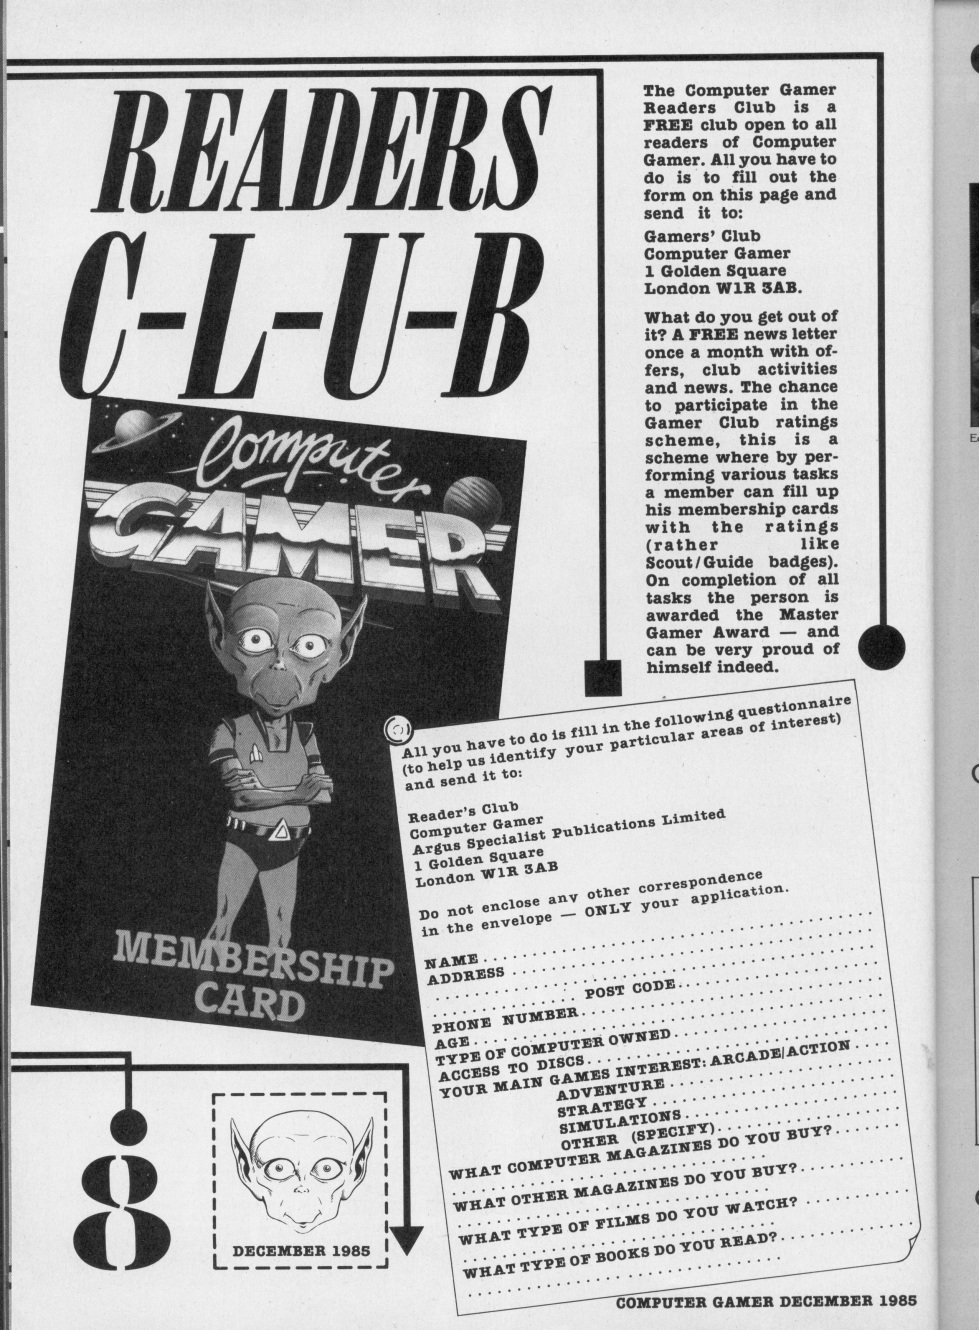 READERS
C-L-U-B
The Computer Gamer
Readers Club is a
FREE club open to all
readers of Computer
Gamer. All you have to
do is to fill out the
form on this page and
send it to:
Gamers' Club
Computer Gamer
1 Golden Square
London W1R 3AB.
What do you get out of
it? A FREE news letter
once a month with of-
fers, club activities
and news. The chance
to participate in the
Gamer Club ratings
scheme, this is a
scheme where by per-
forming various tasks
a member can fill up
his membership cards
with the ratings
(rather like
Scout/Guide badges).
On completion of all
tasks the person is
awarded the Master
Gamer Award — and
can be very proud of
himself indeed.
Computer
GAMER
MEMBERSHIP
CARD
All you have to do is fill in the following questionnaire
(to help us identify your particular areas of interest)
and send it to:
Reader's Club
Computer Gamer
Argus Specialist Publications Limited
1 Golden Square
London W1R 3AB
Do not enclose any other correspondence
in the envelope — ONLY your application.
NAME
ADDRESS
POST CODE
PHONE NUMBER
AGE
TYPE OF COMPUTER OWNED
ACCESS TO DISCS
YOUR MAIN GAMES INTEREST: ARCADE/ACTION
ADVENTURE
STRATEGY
SIMULATIONS
OTHER (SPECIFY)
WHAT COMPUTER MAGAZINES DO YOU BUY?
WHAT OTHER MAGAZINES DO YOU BUY?
WHAT TYPE OF FILMS DO YOU WATCH?
WHAT TYPE OF BOOKS DO YOU READ?
8
DECEMBER 1985
COMPUTER GAMER DECEMBER 1985